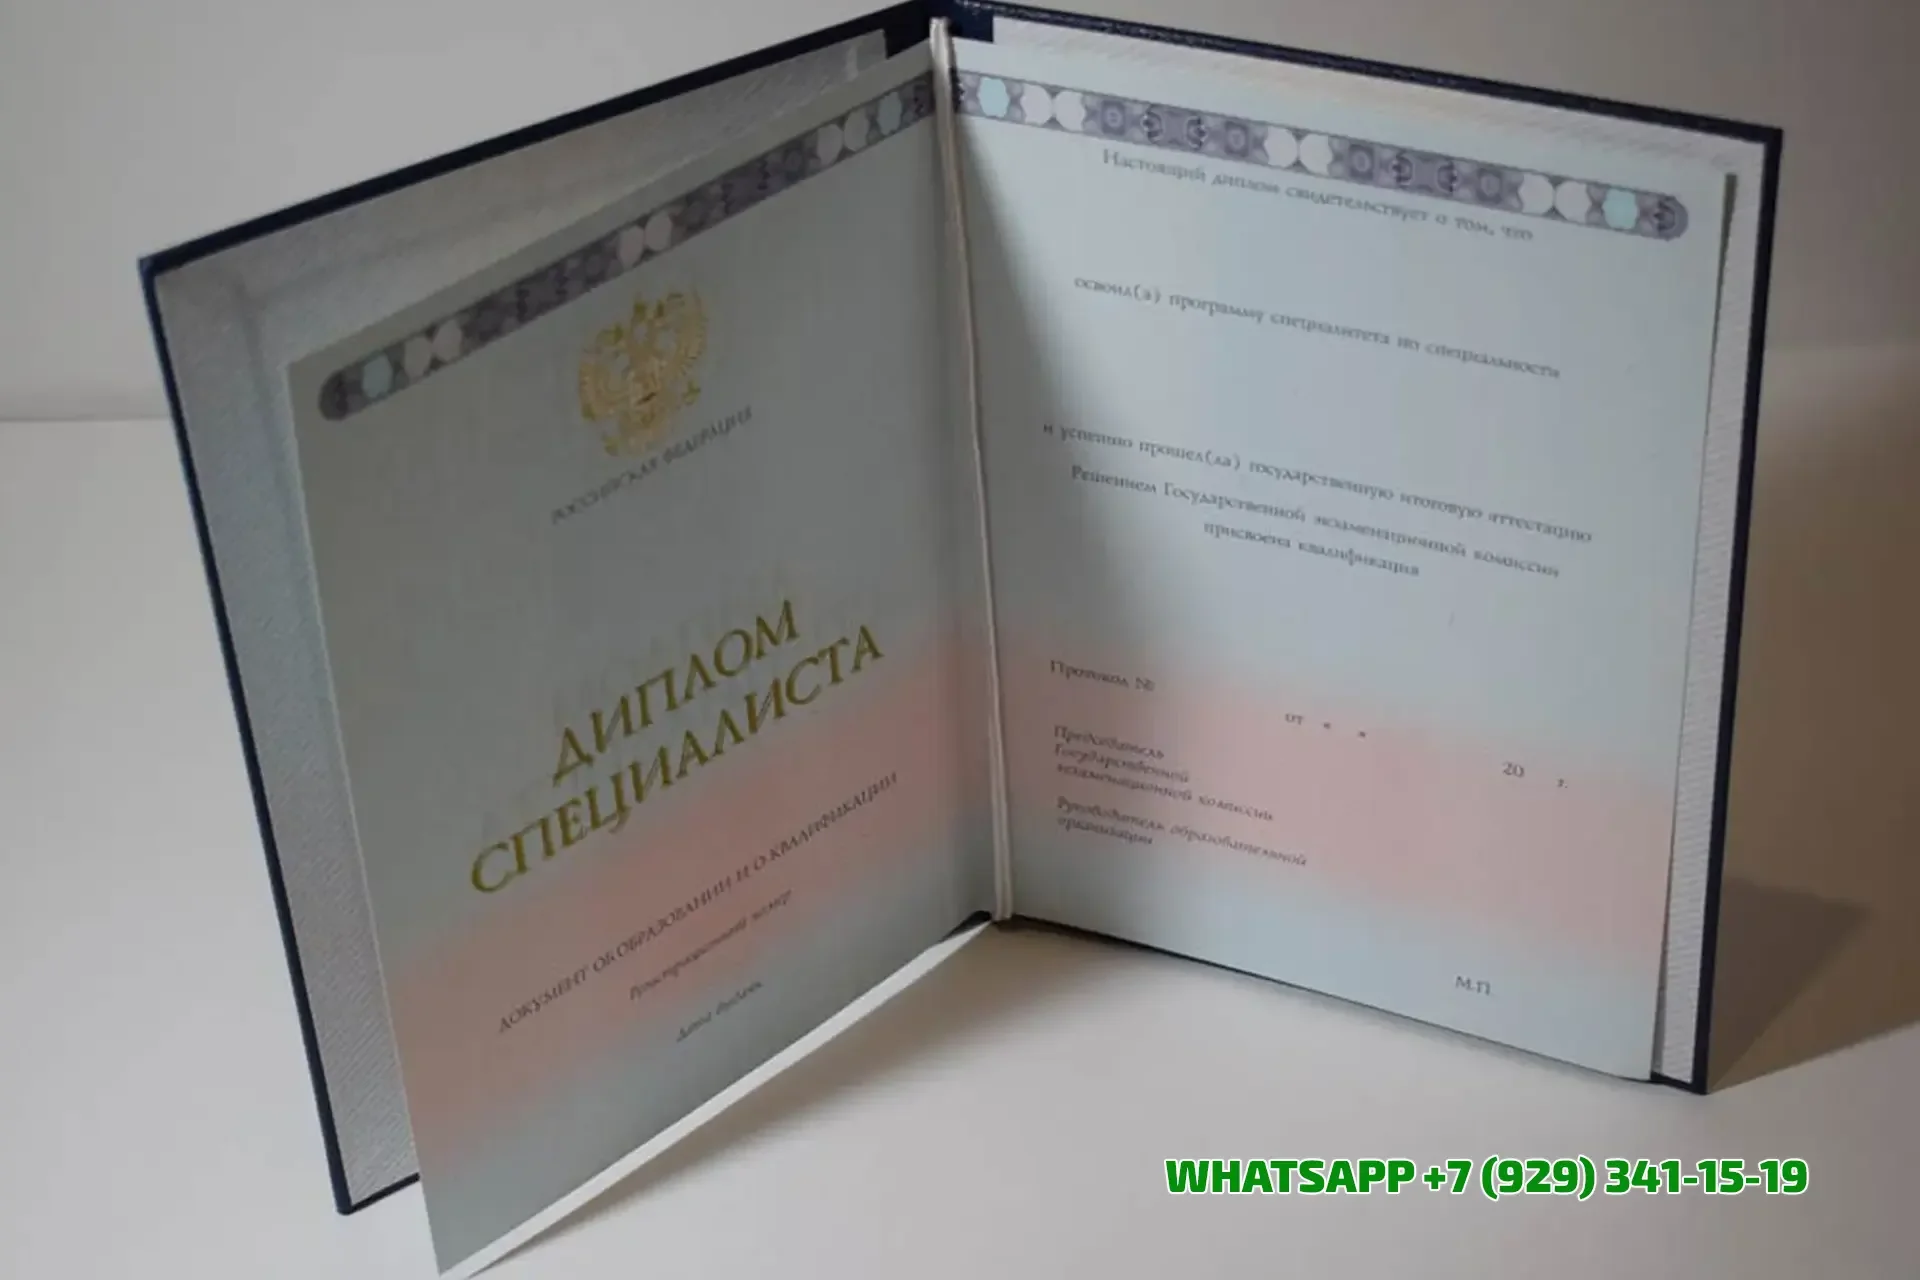 РОССИЙСКАЯ ФЕДЕРАЦИЯ
ДИПЛОМ
СПЕЦИАЛИСТА
ДОКУМЕНТ ОБ ОБРАЗОВАНИИ И О КВАЛИФИКАЦИИ
Регистрационный номер
Дата выдачи
Настоящий диплом свидетельствует о том, что
освоил(а) программу специалитета по специальности
и успешно прошел(ла) государственную итоговую аттестацию
Решением Государственной экзаменационной комиссии
присвоена квалификация
Протокол №
от « »
20 г.
Председатель
Государственной
экзаменационной комиссии
Руководитель образовательной
организации
М.П.
WHATSAPP +7 (929) 341-15-19